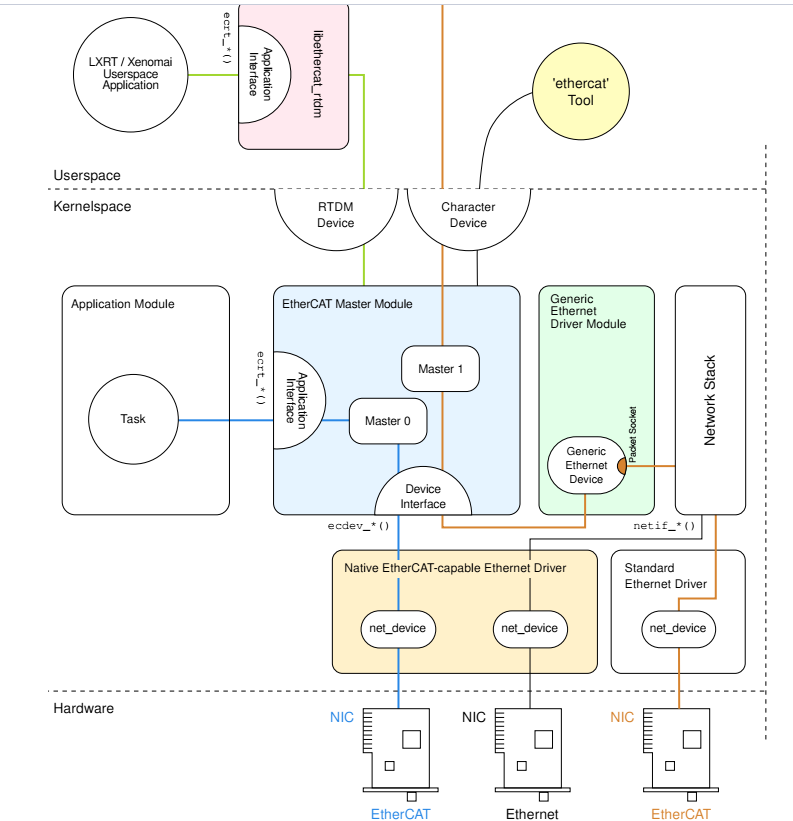 LXRT / Xenomai
Userspace
Application
ecrt_*()
Application
Interface
libethercat_rtdm
'ethercat'
Tool
Userspace
Kernelspace
RTDM
Device
Character
Device
Application Module
Task
EtherCAT Master Module
ecrt_*()
Application
Interface
Master 1
Master 0
Device
Interface
Generic
Ethernet
Driver Module
Generic
Ethernet
Device
Packet Socket
Network Stack
ecdev_*()
netif_*()
Native EtherCAT-capable Ethernet Driver
net_device
net_device
Standard
Ethernet Driver
net_device
Hardware
NIC
NIC
NIC
EtherCAT
Ethernet
EtherCAT